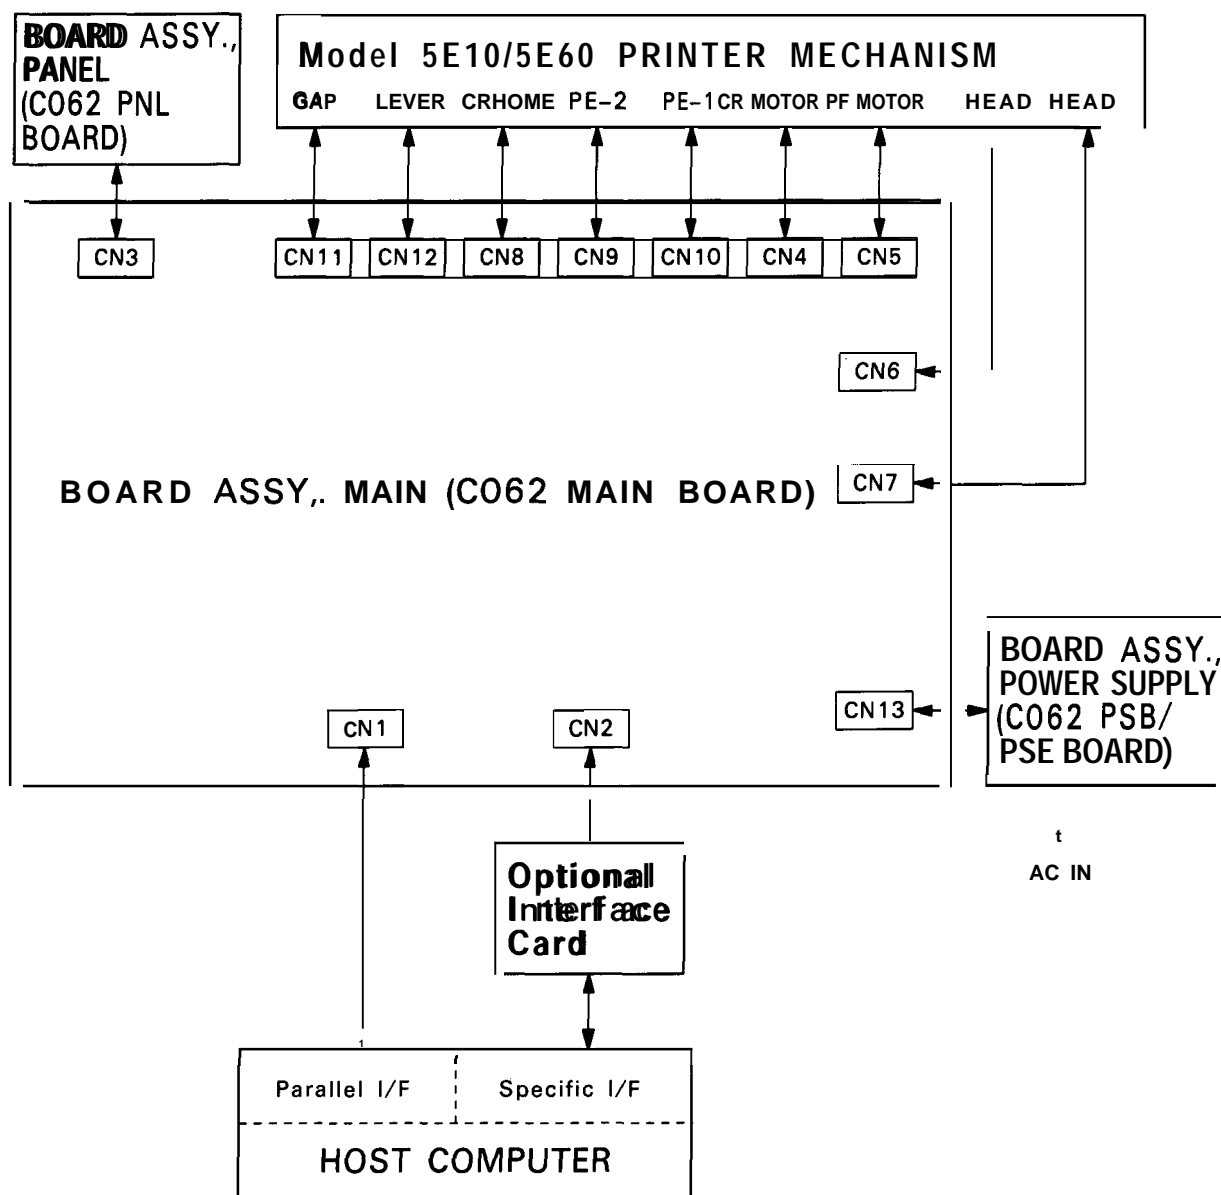 BOARD ASSY.,
PANEL
(C062 PNL
BOARD)
Model 5E10/5E60 PRINTER MECHANISM
GAP LEVER CRHOME PE-2 PE-1 CR MOTOR PF MOTOR HEAD HEAD
CN3 CN11 CN12 CN8 CN9 CN10 CN4 CN5
CN6
CN7
BOARD ASSY,. MAIN (C062 MAIN BOARD)
BOARD ASSY.,
POWER SUPPLY
(C062 PSB/
PSE BOARD)
CN13
CN1 CN2
t
AC IN
Optional
Interface
Card
1
Parallel I/F Specific I/F
HOST COMPUTER